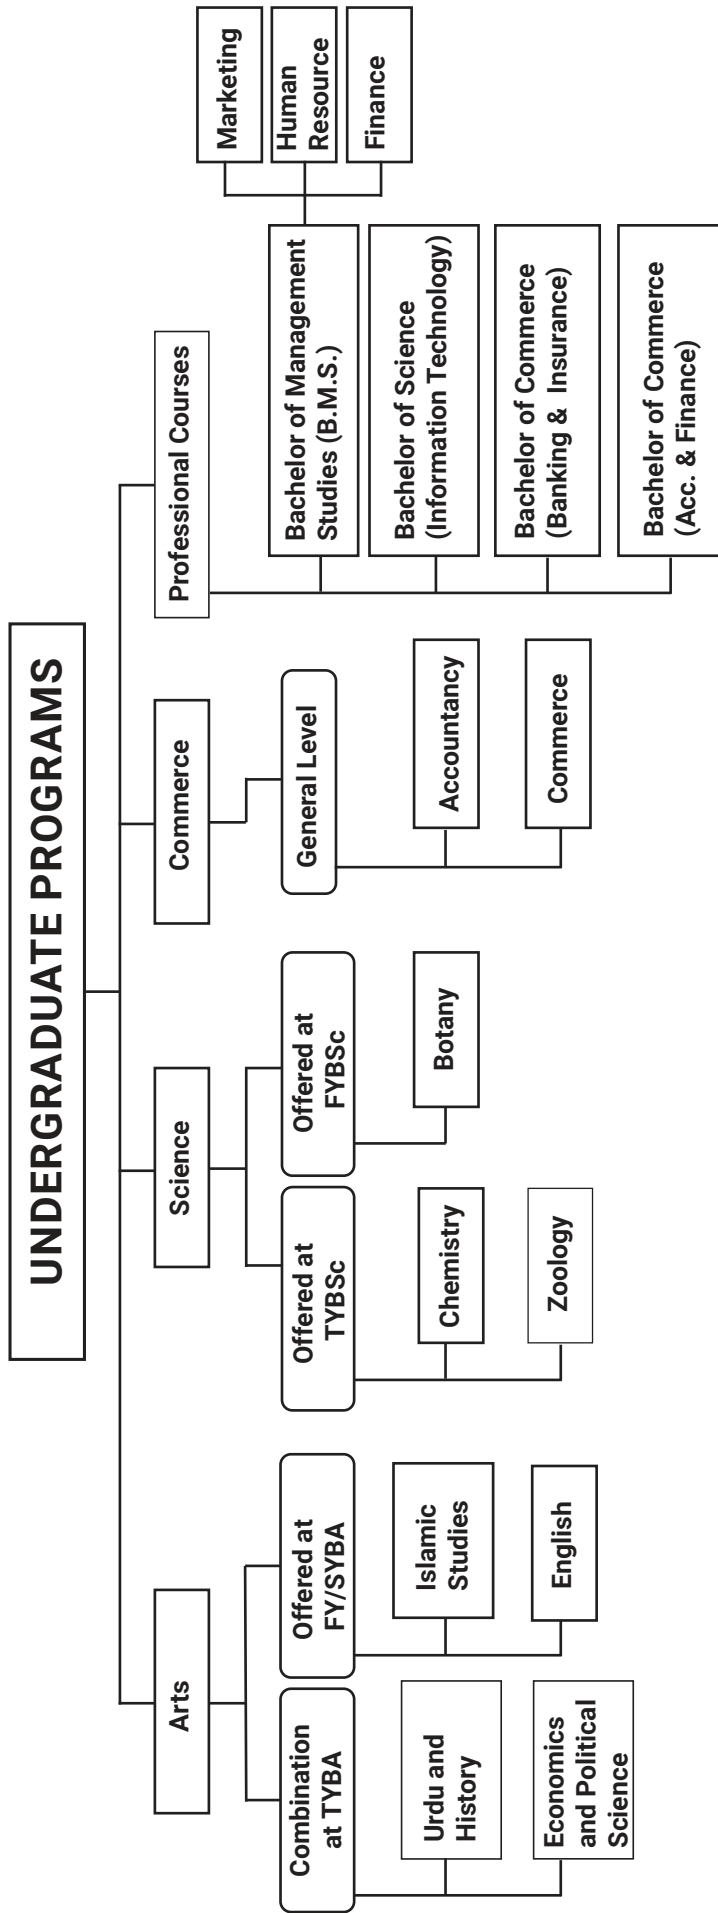 UNDERGRADUATE PROGRAMS
Arts
Combination
at TYBA
Urdu and
History
Economics
and Political
Science
Offered at
FY/SYBA
Islamic
Studies
English
Science
Offered at
TYBSc
Chemistry
Zoology
Offered at
FYBSc
Botany
Commerce
General Level
Accountancy
Commerce
Professional Courses
Bachelor of Management
Studies (B.M.S.)
Marketing
Human
Resource
Finance
Bachelor of Science
(Information Technology)
Bachelor of Commerce
(Banking & Insurance)
Bachelor of Commerce
(Acc. & Finance)